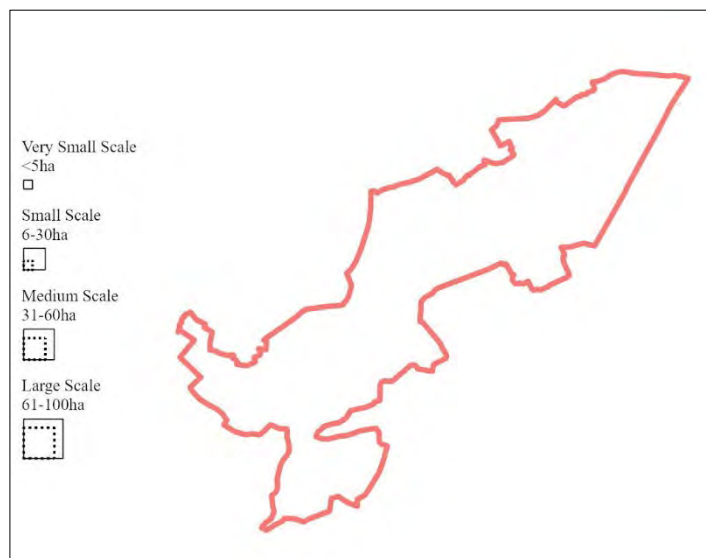 Very Small Scale
<5ha
Small Scale
6-30ha
Medium Scale
31-60ha
Large Scale
61-100ha